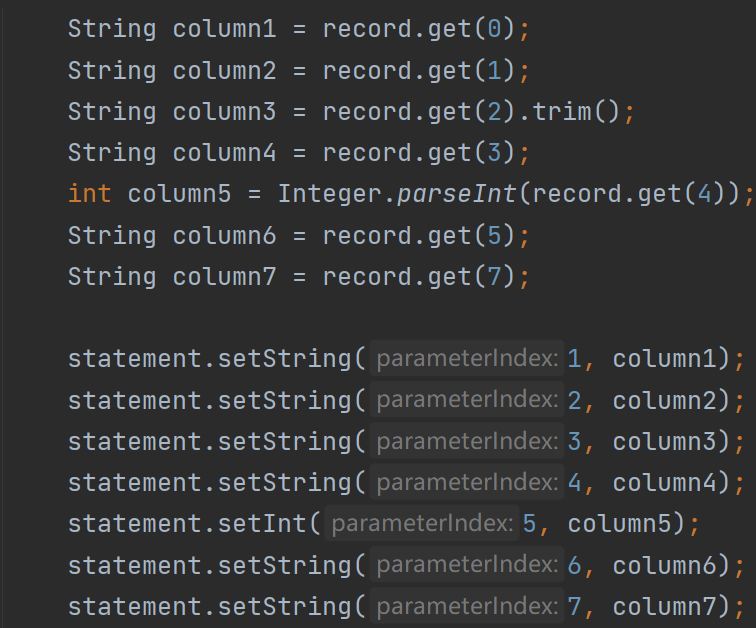 String column1 = record.get(0);
String column2 = record.get(1);
String column3 = record.get(2).trim();
String column4 = record.get(3);
int column5 = Integer.parseInt(record.get(4));
String column6 = record.get(5);
String column7 = record.get(7);
statement.setString( parameterIndex: 1, column1);
statement.setString( parameterIndex: 2, column2);
statement.setString( parameterIndex: 3, column3);
statement.setString( parameterIndex: 4, column4);
statement.setInt( parameterIndex: 5, column5);
statement.setString( parameterIndex: 6, column6);
statement.setString( parameterIndex: 7, column7);